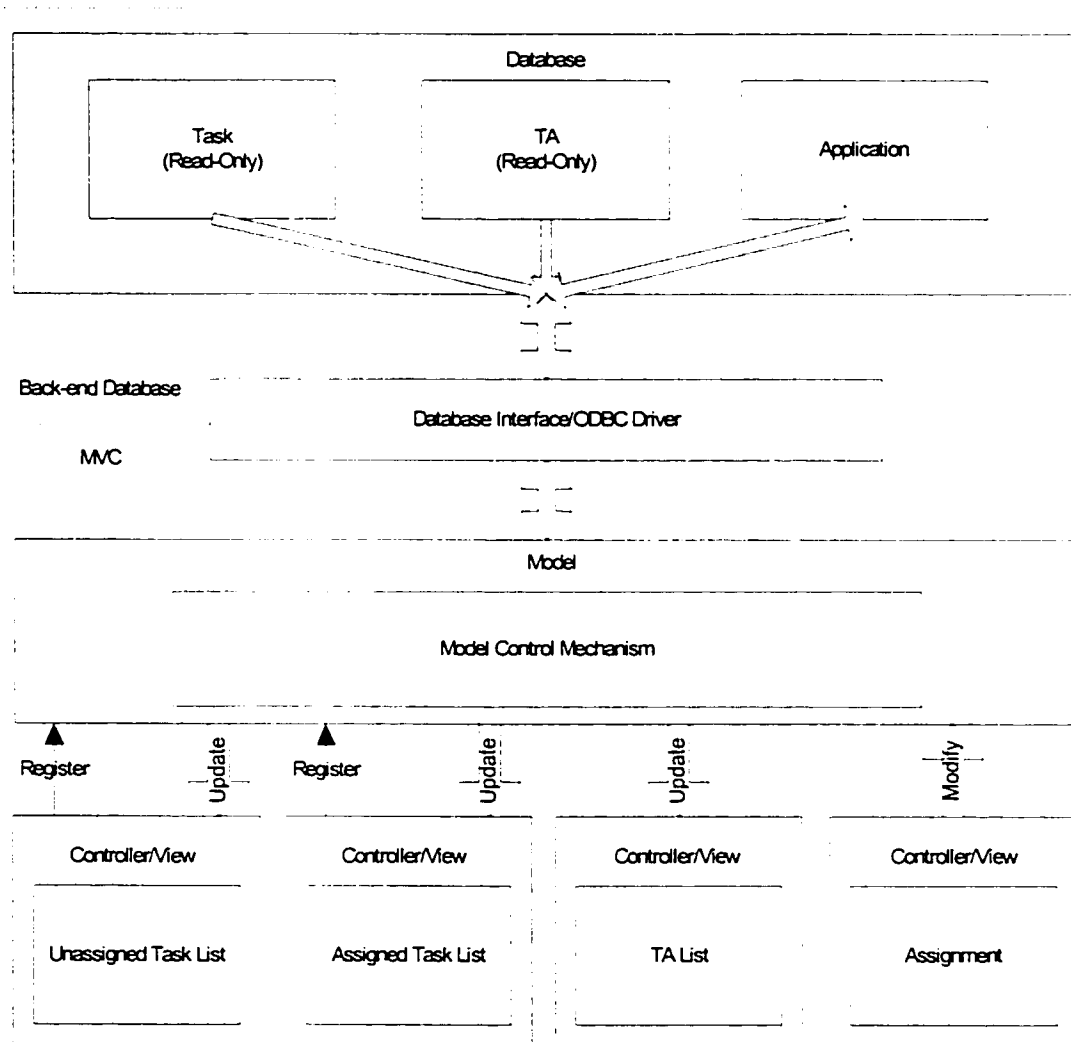 Database
Task
(Read-Only)
TA
(Read-Only)
Application
Back-end Database
Database Interface/ODBC Driver
MVC
Model
Model Control Mechanism
Register
Update
Register
Update
Update
Modify
Controller/View
Controller/View
Controller/View
Controller/View
Unassigned Task List
Assigned Task List
TA List
Assignment